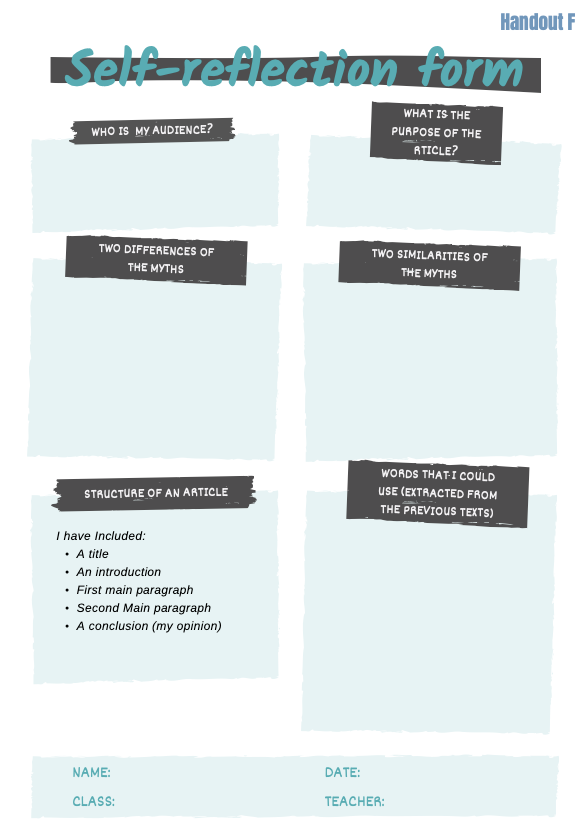 Handout F
Self-reflection form
WHO IS MY AUDIENCE?
WHAT IS THE
PURPOSE OF THE
RTICLE?
TWO DIFFERENCES OF
THE MYTHS
TWO SIMILARITIES OF
THE MYTHS
STRUCTURE OF AN ARTICLE
I have Included:
• A title
• An introduction
• First main paragraph
• Second Main paragraph
• A conclusion (my opinion)
WORDS THAT I COULD
USE (EXTRACTED FROM
THE PREVIOUS TEXTS)
NAME:
DATE:
CLASS:
TEACHER: